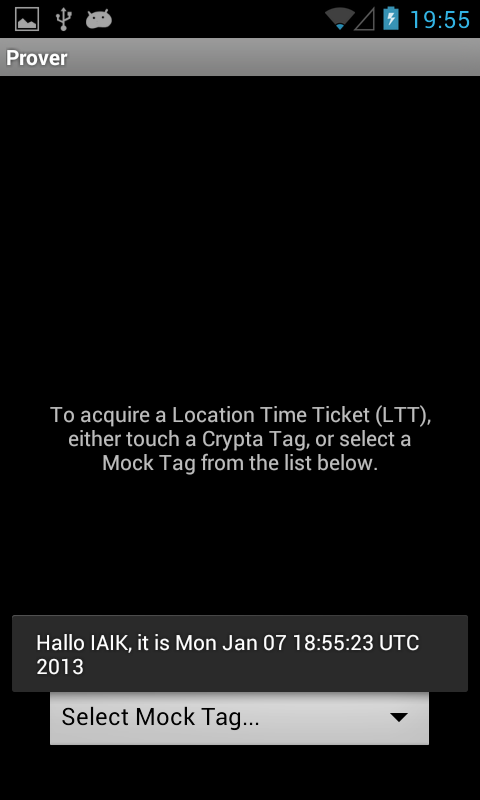 19:55
Prover
To acquire a Location Time Ticket (LTT),
either touch a Crypta Tag, or select a
Mock Tag from the list below.
Hallo IAIK, it is Mon Jan 07 18:55:23 UTC
2013
Select Mock Tag...